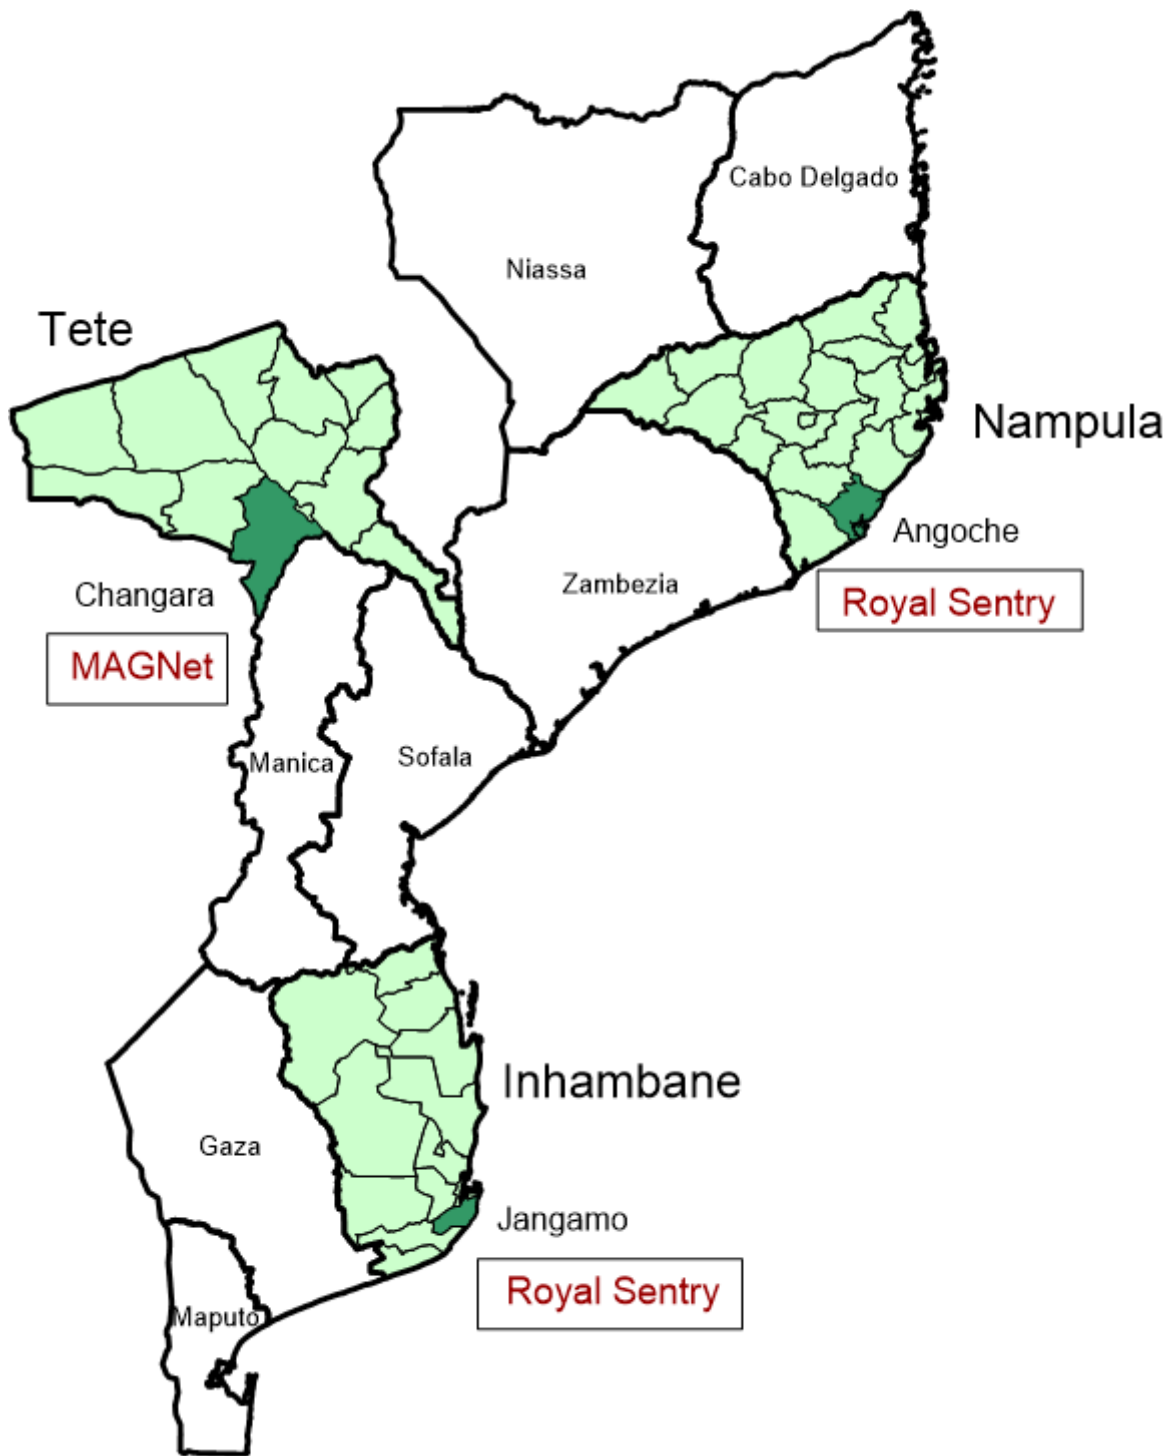 Cabo Delgado
Niassa
Tete
Nampula
Angoche
Royal Sentry
Zambezia
Changara
MAGNet
Manica
Sofala
Inhambane
Gaza
Jangamo
Royal Sentry
Maputo